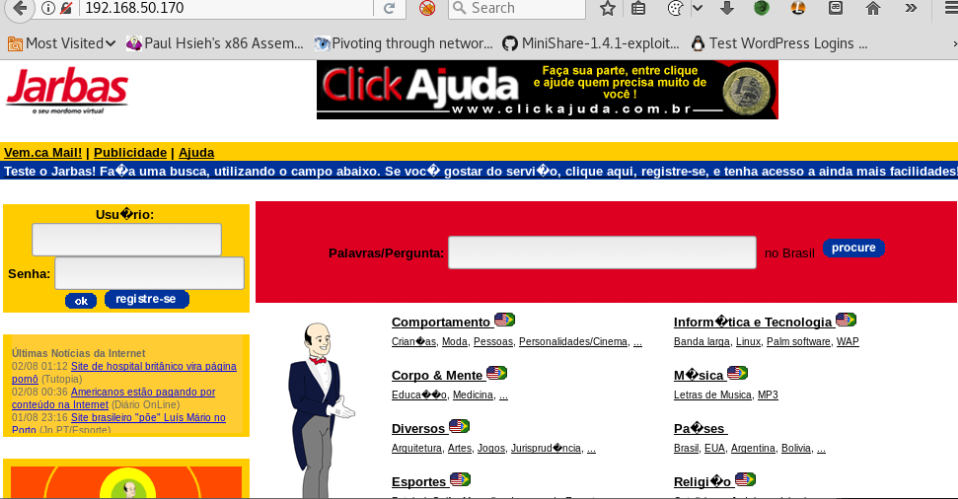 192.168.50.170
Search
Most Visited Paul Hsieh's x86 Assem... Pivoting through networ... MiniShare-1.4.1-exploit... Test WordPress Logins ...
Jarbas
o seu mordomo virtual
ClickAjuda
Faça sua parte, entre clique
e ajude quem precisa muito de
você !
www.clickajuda.com.br
Vem.ca Mail! | Publicidade | Ajuda
Teste o Jarbas! Fa�a uma busca, utilizando o campo abaixo. Se voc� gostar do servi�o, clique aqui, registre-se, e tenha acesso a ainda mais facilidades!
Usu�rio:
Senha:
ok registre-se
Palavras/Pergunta: no Brasil procure
Últimas Notícias da Internet
02/08 01:12 Site de hospital britânico vira página
pornô (Tutopia)
02/08 00:36 Americanos estão pagando por
conteúdo na Internet (Diário OnLine)
01/08 23:16 Site brasileiro "põe" Luis Mário no
Porto (Jn PT/Esporte)
Comportamento
Crian�as, Moda, Pessoas, Personalidades/Cinema, ...
Corpo & Mente
Educa��o, Medicina, ...
Diversos
Arquitetura, Artes, Jogos, Jurisprud�ncia, ...
Esportes
Inform�tica e Tecnologia
Banda larga, Linux, Palm software, WAP
M�sica
Letras de Musica, MP3
Pa�ses
Brasil, EUA, Argentina, Bolivia, ...
Religi�o